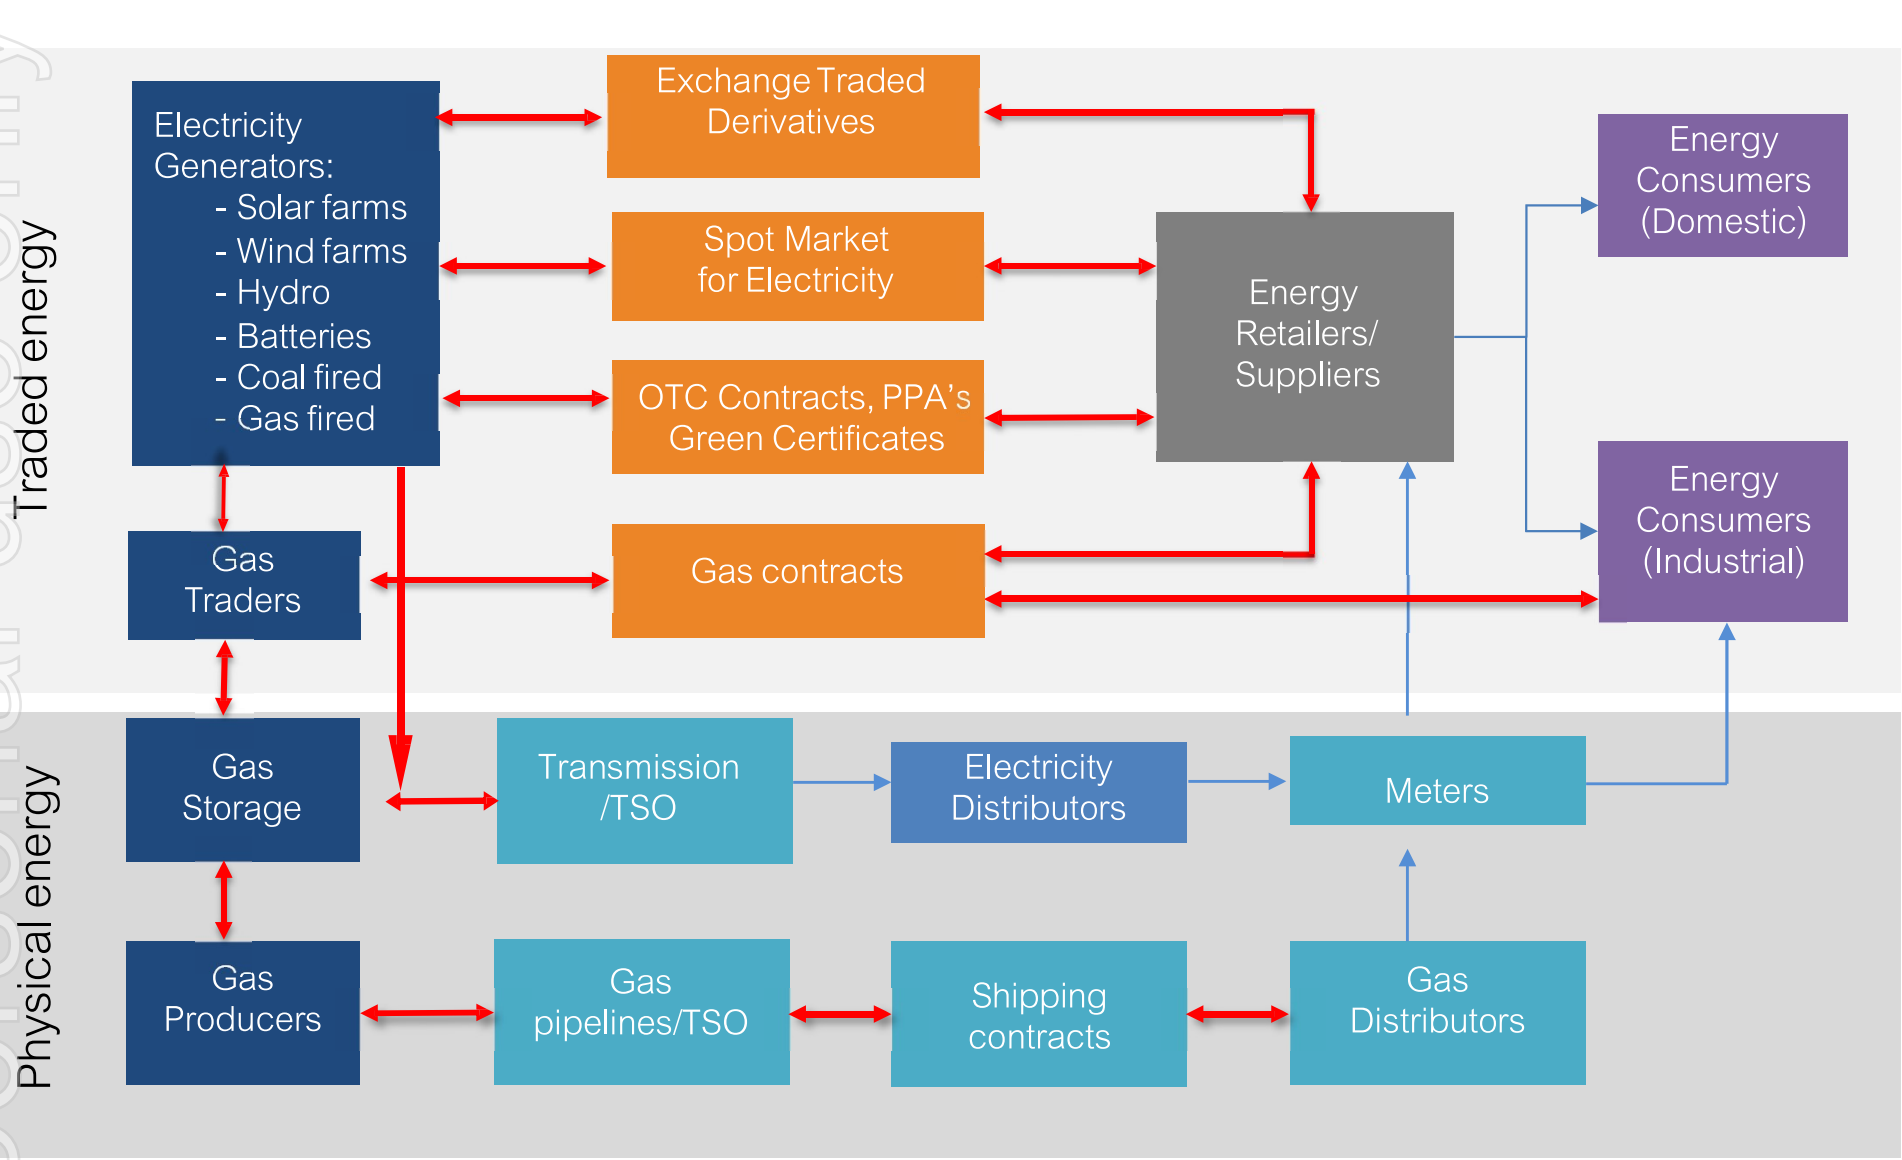 Traded energy
Electricity
Generators:
- Solar farms
- Wind farms
- Hydro
- Batteries
- Coal fired
- Gas fired
Exchange Traded
Derivatives
Spot Market
for Electricity
OTC Contracts, PPA's
Green Certificates
Gas contracts
Gas
Traders
Energy
Retailers/
Suppliers
Energy
Consumers
(Domestic)
Energy
Consumers
(Industrial)
Physical energy
Gas
Storage
Transmission
/TSO
Electricity
Distributors
Meters
Gas
Producers
Gas
pipelines/TSO
Shipping
contracts
Gas
Distributors